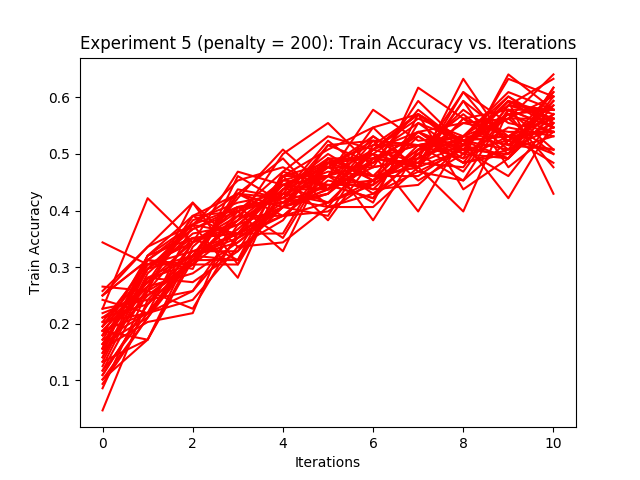 Experiment 5 (penalty = 200): Train Accuracy vs. Iterations
Train Accuracy
0.6
0.5
0.4
0.3
0.2
0.1
0 2 4 6 8 10
Iterations